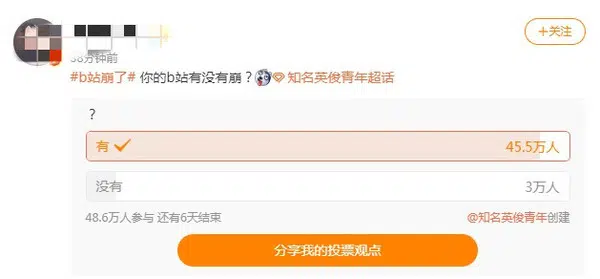 +关注
38分钟前
#b站崩了# 你的b站有没有崩？知名英俊青年超话
？
有 45.5万人
没有 3万人
48.6万人参与 还有6天结束 @知名英俊青年创建
分享我的投票观点